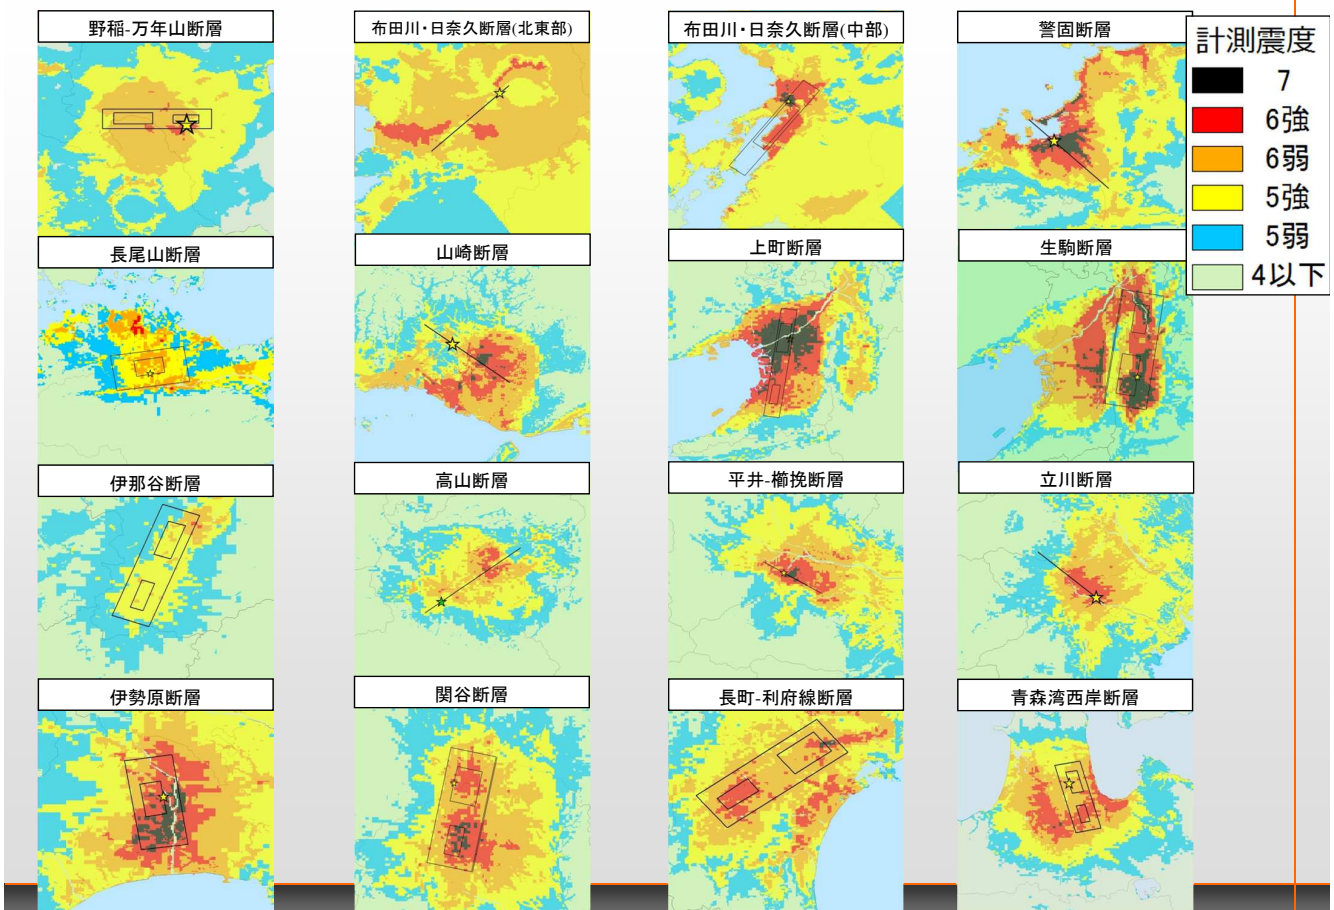 野稲-万年山断層
布田川・日奈久断層(北東部)
布田川・日奈久断層(中部)
警固断層
計測震度
7
6強
6弱
5強
5弱
4以下
長尾山断層
山崎断層
上町断層
生駒断層
伊那谷断層
高山断層
平井-櫛挽断層
立川断層
伊勢原断層
関谷断層
長町-利府線断層
青森湾西岸断層